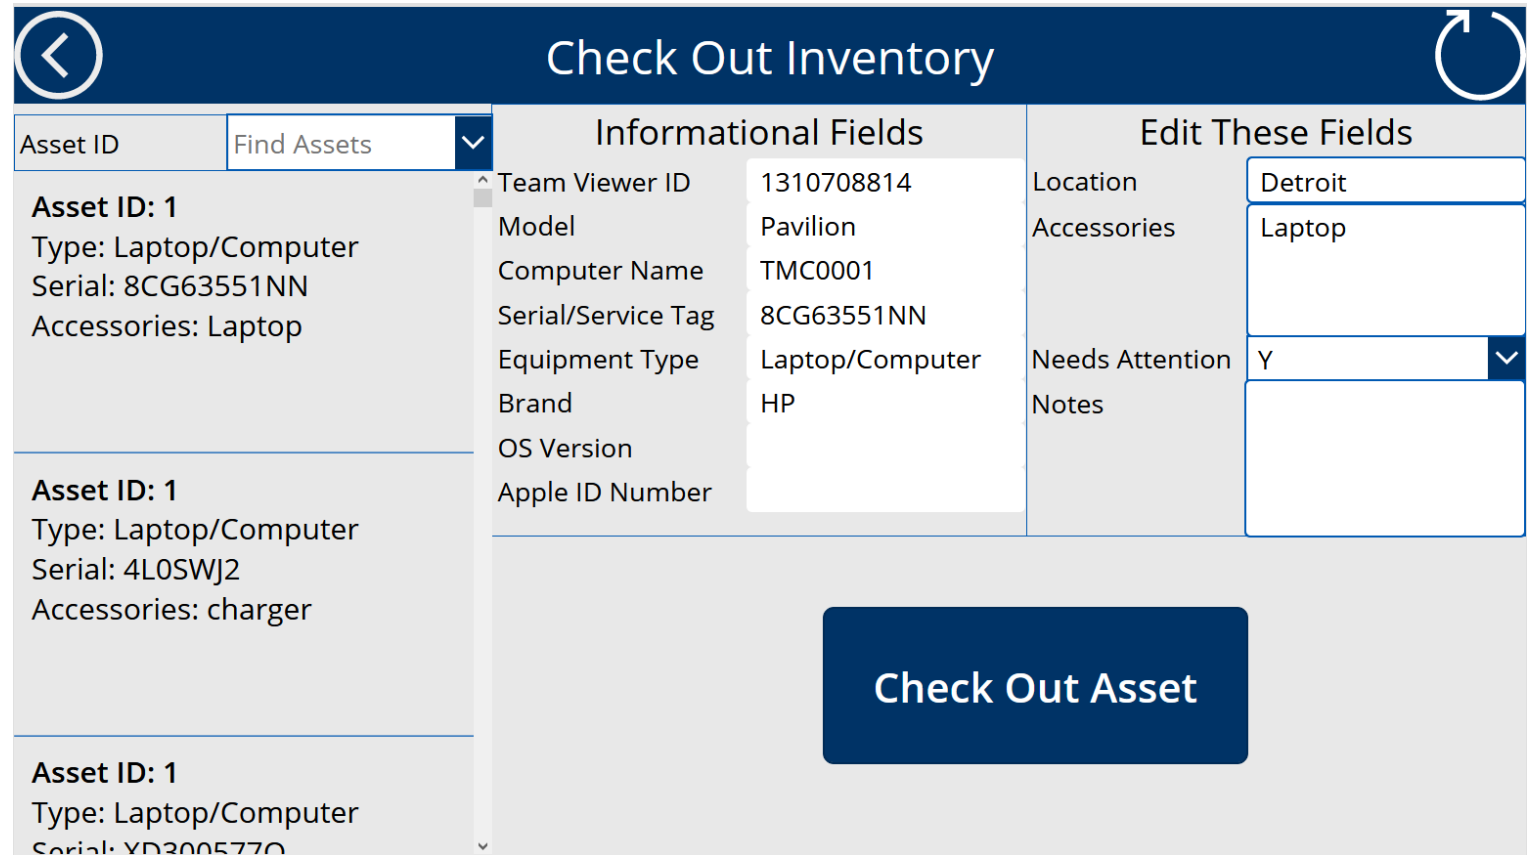 Check Out Inventory
Asset ID
Find Assets
Asset ID: 1
Type: Laptop/Computer
Serial: 8CG63551NN
Accessories: Laptop
Asset ID: 1
Type: Laptop/Computer
Serial: 4L0SWJ2
Accessories: charger
Asset ID: 1
Type: Laptop/Computer
Serial: XD300577Q
Informational Fields
Team Viewer ID 1310708814
Model Pavilion
Computer Name TMC0001
Serial/Service Tag 8CG63551NN
Equipment Type Laptop/Computer
Brand HP
OS Version
Apple ID Number
Edit These Fields
Location Detroit
Accessories Laptop
Needs Attention Y
Notes
Check Out Asset